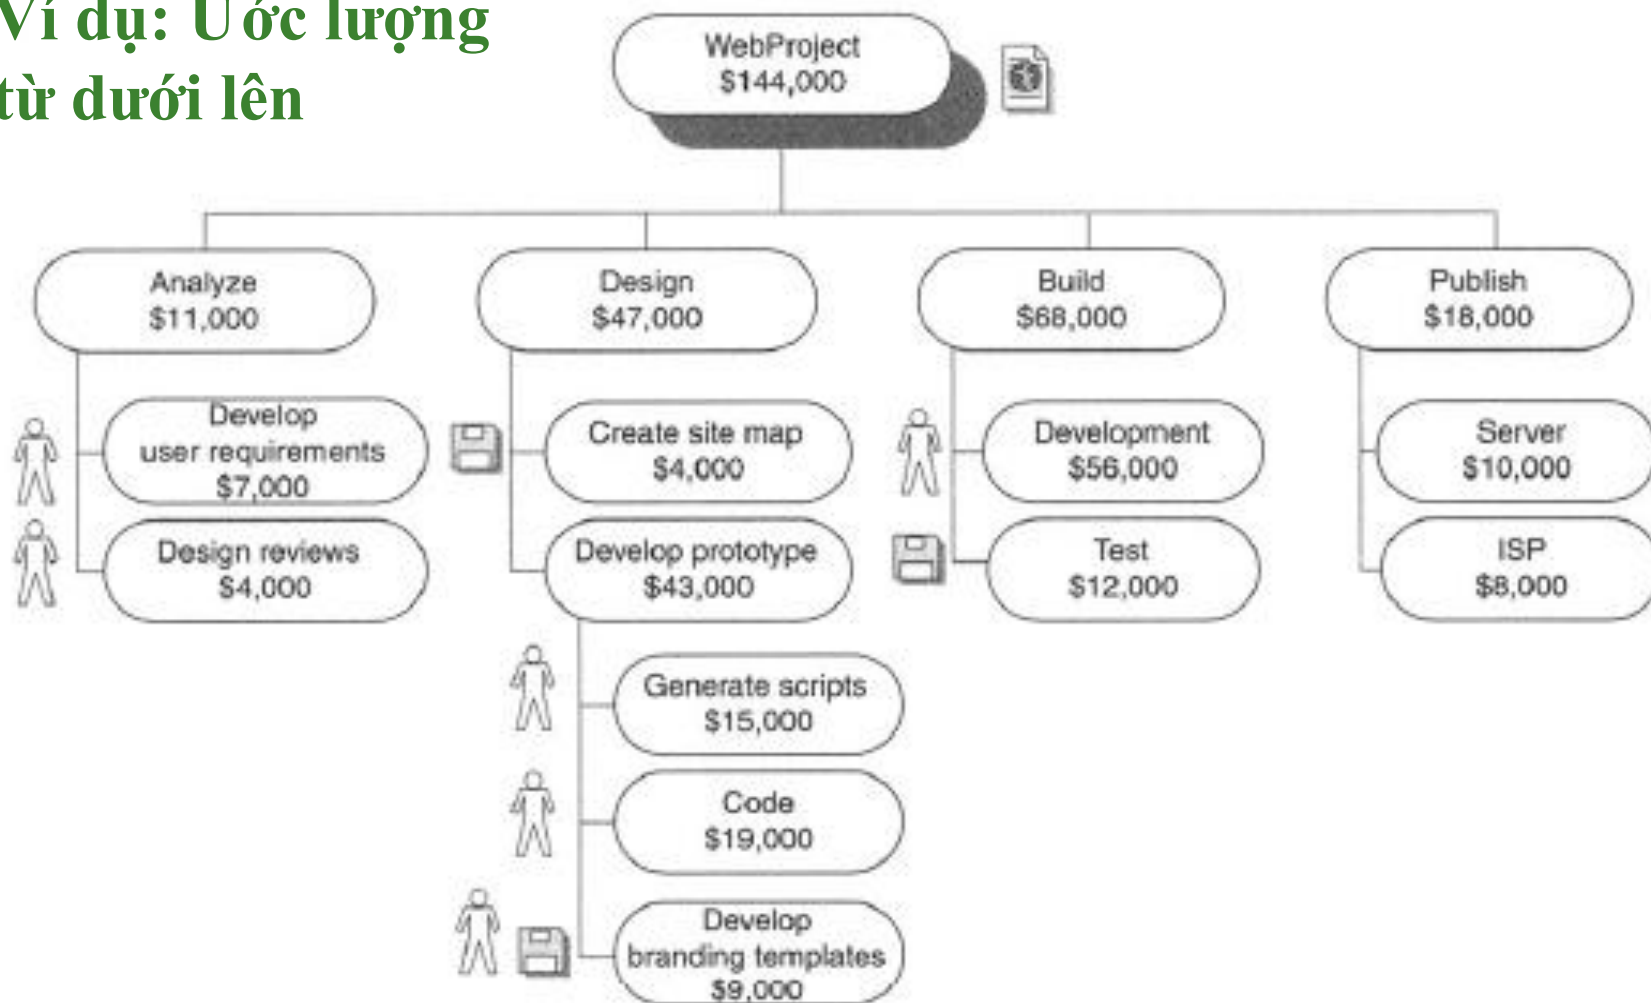 Ví dụ: Ước lượng
từ dưới lên
WebProject
$144,000
Analyze
$11,000
Design
$47,000
Build
$68,000
Publish
$18,000
Develop
user requirements
$7,000
Design reviews
$4,000
Create site map
$4,000
Develop prototype
$43,000
Generate scripts
$15,000
Code
$19,000
Develop
branding templates
$9,000
Development
$56,000
Test
$12,000
Server
$10,000
ISP
$8,000